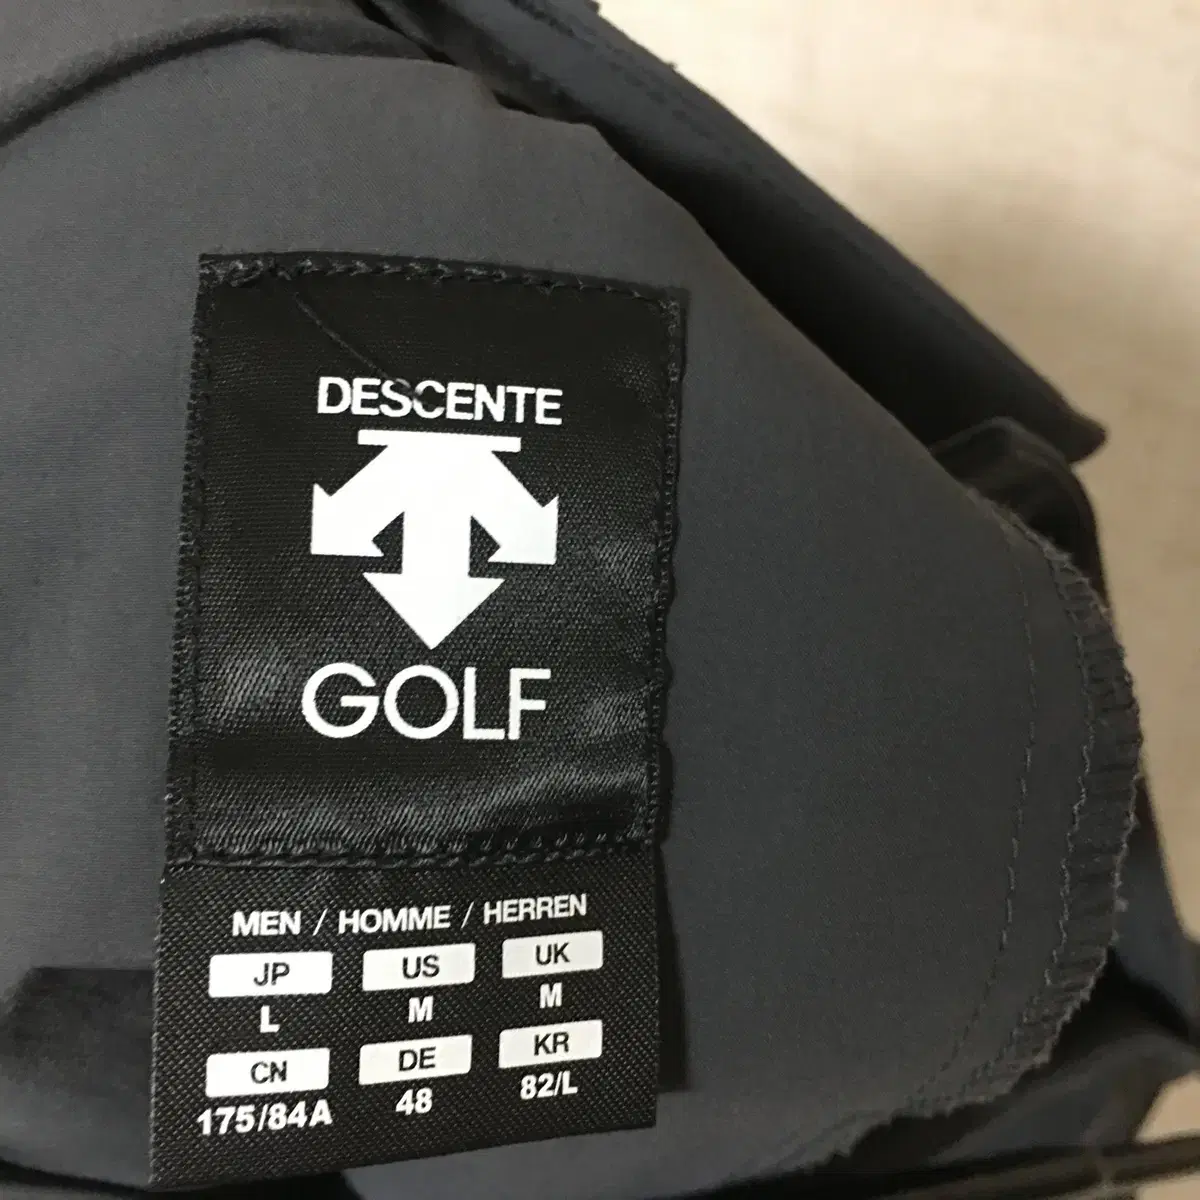 DESCENTE
GOLF
MEN / HOMME / HERREN
JP US UK
L M M
CN DE KR
175/84A 48 82/L